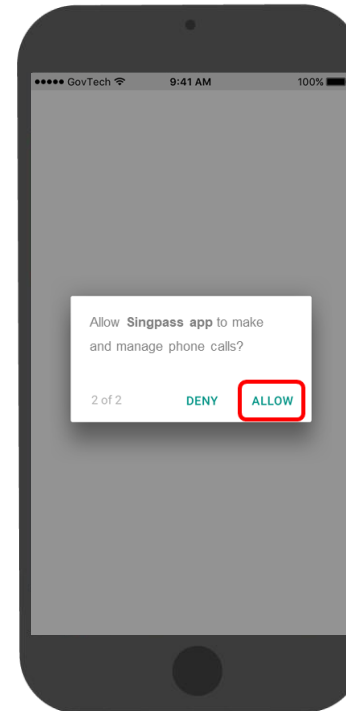 GovTech 9:41 AM 100%
Allow Singpass app to make
and manage phone calls?
2 of 2 DENY ALLOW